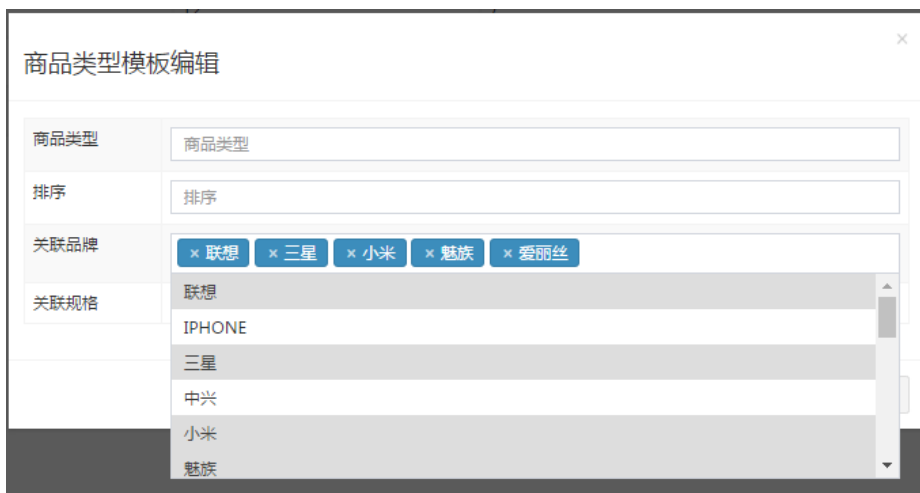 ×
商品类型模板编辑
商品类型 商品类型
排序 排序
关联品牌 × 联想 × 三星 × 小米 × 魅族 × 爱丽丝
联想
关联规格
IPHONE
三星
中兴
小米
魅族